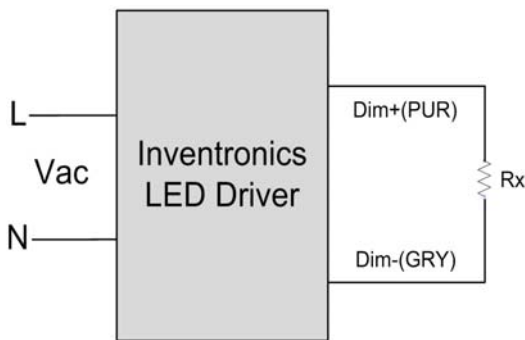 L
Vac
N
Inventronics
LED Driver
Dim+(PUR)
Rx
Dim-(GRY)